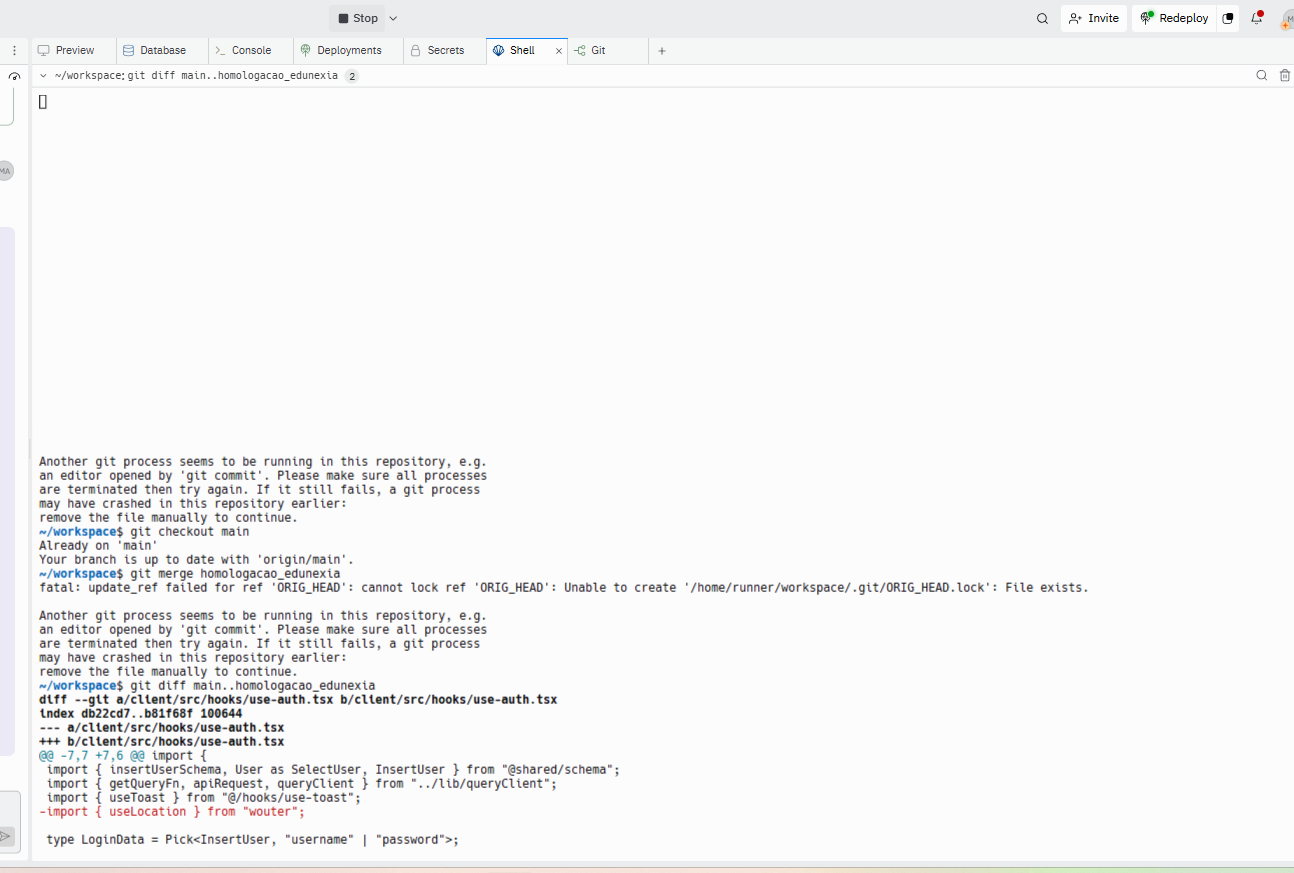 Stop
Invite
Redeploy
Preview
Database
Console
Deployments
Secrets
Shell
Git
~/workspace: git diff main..homologacao_edunexia 2
MA
Another git process seems to be running in this repository, e.g.
an editor opened by 'git commit'. Please make sure all processes
are terminated then try again. If it still fails, a git process
may have crashed in this repository earlier:
remove the file manually to continue.
~/workspace$ git checkout main
Already on 'main'
Your branch is up to date with 'origin/main'.
~/workspace$ git merge homologacao_edunexia
fatal: update_ref failed for ref 'ORIG_HEAD': cannot lock ref 'ORIG_HEAD': Unable to create '/home/runner/workspace/.git/ORIG_HEAD.lock': File exists.
Another git process seems to be running in this repository, e.g.
an editor opened by 'git commit'. Please make sure all processes
are terminated then try again. If it still fails, a git process
may have crashed in this repository earlier:
remove the file manually to continue.
~/workspace$ git diff main..homologacao_edunexia
diff --git a/client/src/hooks/use-auth.tsx b/client/src/hooks/use-auth.tsx
index db22cd7..b81f68f 100644
--- a/client/src/hooks/use-auth.tsx
+++ b/client/src/hooks/use-auth.tsx
@@ -7,7 +7,6 @@ import {
 import { insertUserSchema, User as SelectUser, InsertUser } from "@shared/schema";
 import { getQueryFn, apiRequest, queryClient } from "../lib/queryClient";
 import { useToast } from "@/hooks/use-toast";
-import { useLocation } from "wouter";
 type LoginData = Pick<InsertUser, "username" | "password">;